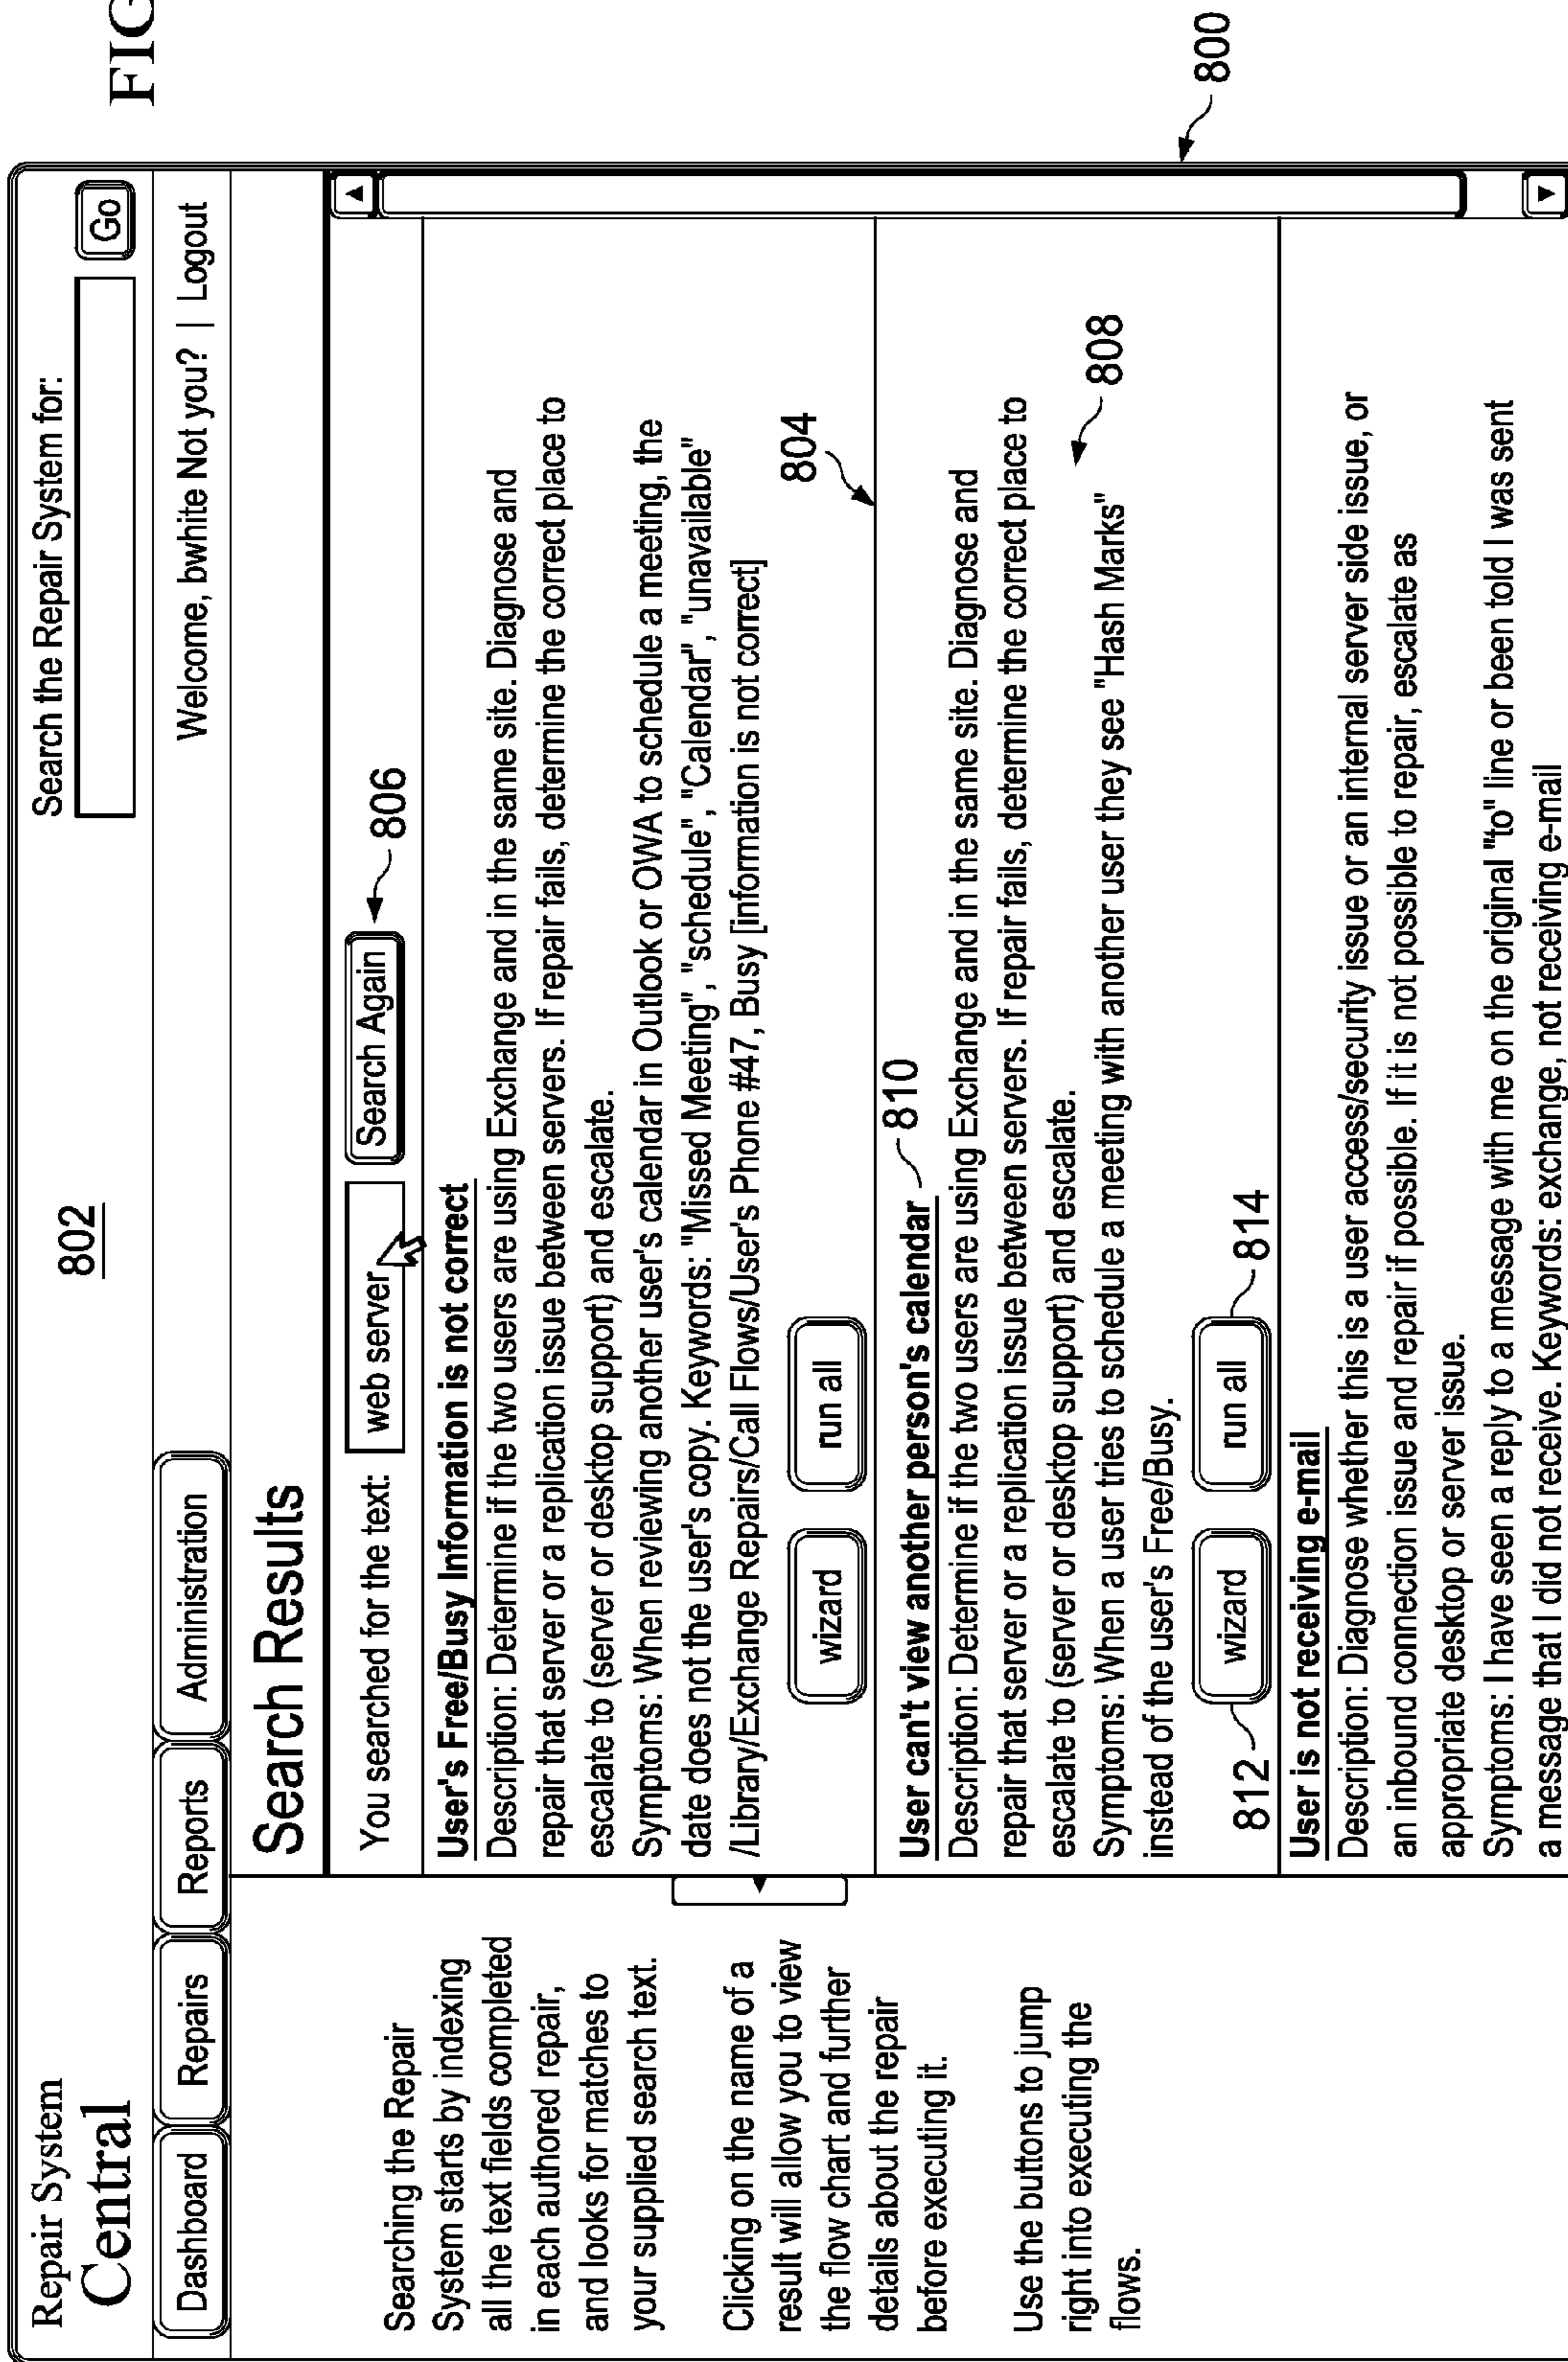 FIG
Repair System
Central
802
Search the Repair System for:
Go
Dashboard
Repairs
Reports
Administration
Welcome, bwhite Not you? | Logout
Searching the Repair
System starts by indexing
all the text fields completed
in each authored repair,
and looks for matches to
your supplied search text.
Clicking on the name of a
result will allow you to view
the flow chart and further
details about the repair
before executing it.
Use the buttons to jump
right into executing the
flows.
Search Results
You searched for the text: web server Search Again 806
User's Free/Busy Information is not correct
Description: Determine if the two users are using Exchange and in the same site. Diagnose and
repair that server or a replication issue between servers. If repair fails, determine the correct place to
escalate to (server or desktop support) and escalate.
Symptoms: When reviewing another user's calendar in Outlook or OWA to schedule a meeting, the
date does not the user's copy. Keywords: "Missed Meeting", "schedule", "Calendar", "unavailable"
/Library/Exchange Repairs/Call Flows/User's Phone #47, Busy [information is not correct]
wizard run all 804
User can't view another person's calendar 810
Description: Determine if the two users are using Exchange and in the same site. Diagnose and
repair that server or a replication issue between servers. If repair fails, determine the correct place to
escalate to (server or desktop support) and escalate.
Symptoms: When a user tries to schedule a meeting with another user they see "Hash Marks" 808
instead of the user's Free/Busy.
812 wizard run all 814
800
User is not receiving e-mail
Description: Diagnose whether this is a user access/security issue or an internal server side issue, or
an inbound connection issue and repair if possible. If it is not possible to repair, escalate as
appropriate desktop or server issue.
Symptoms: I have seen a reply to a message with me on the original "to" line or been told I was sent
a message that I did not receive. Keywords: exchange, not receiving e-mail